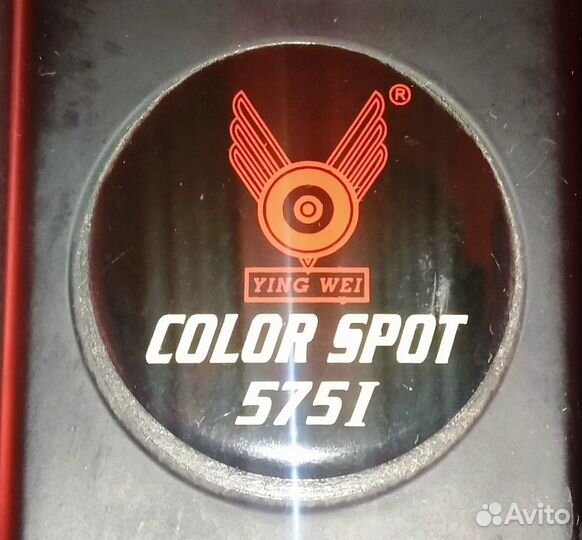 ®
YING WEI
COLOR SPOT
575I
Avito